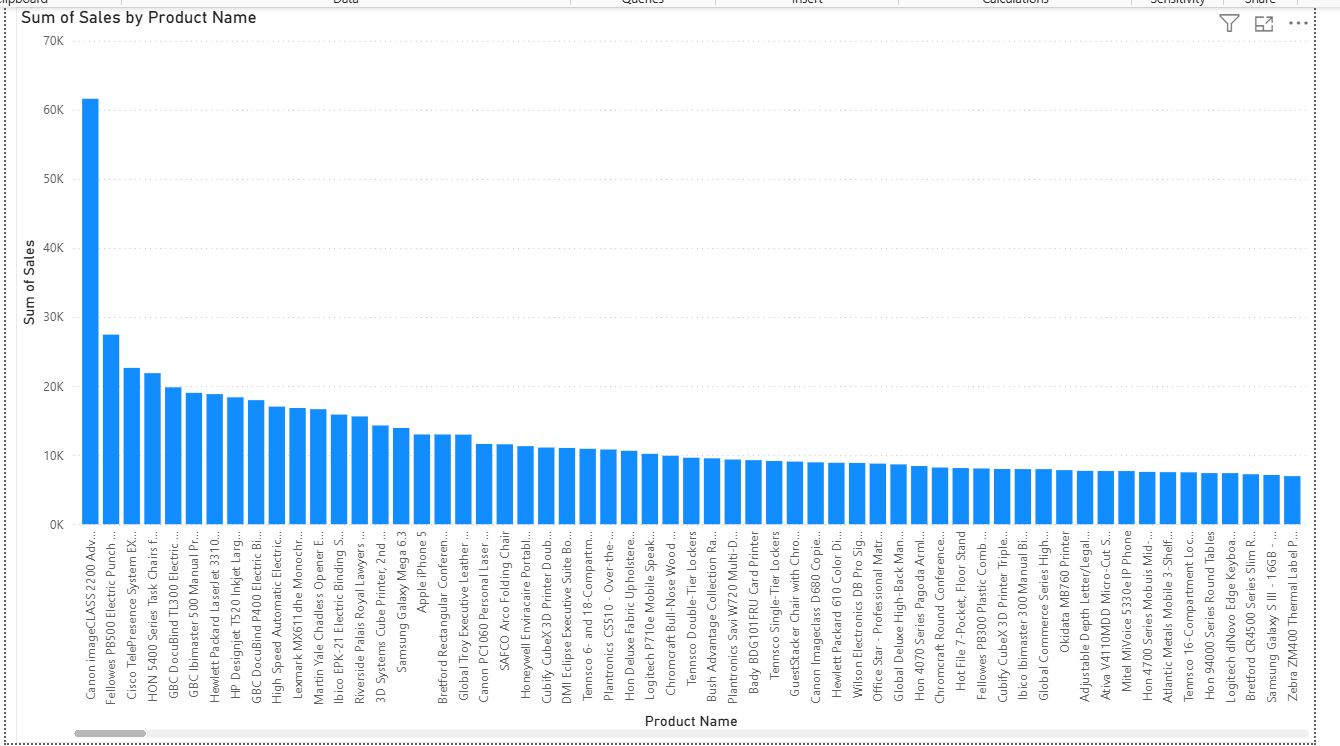 Clipboard Data Queries Insert Calculations Sensitivity Share
Sum of Sales by Product Name
70K
60K
50K
40K
30K
20K
10K
0K
Sum of Sales
Canon imageCLASS 2200 Adv...
Fellowes PB500 Electric Punch ...
Cisco TelePresence System EX...
HON 5400 Series Task Chairs f...
GBC DocuBind TL300 Electric ...
GBC Ibimaster 500 Manual Pr...
Hewlett Packard LaserJet 3310...
HP Designjet T520 Inkjet Larg...
GBC DocuBind P400 Electric Bi...
High Speed Automatic Electric...
Lexmark MX611dhe Monochr...
Martin Yale Chadless Opener E...
Ibico EPK-21 Electric Binding S...
Riverside Palais Royal Lawyers ...
3D Systems Cube Printer, 2nd ...
Samsung Galaxy Mega 6.3
Apple iPhone 5
Bretford Rectangular Conferen...
Global Troy Executive Leather ...
Canon PC1060 Personal Laser ...
SAFCO Arco Folding Chair
Honeywell Enviracaire Portabl...
Cubify CubeX 3D Printer Doub...
DMI Eclipse Executive Suite Bo...
Tennsco 6- and 18-Compartm...
Plantronics CS510 - Over-the-...
Hon Deluxe Fabric Upholstere...
Logitech P710e Mobile Speak...
Chromcraft Bull-Nose Wood ...
Tennsco Double-Tier Lockers
Bush Advantage Collection Ra...
Plantronics Savi W720 Multi-D...
Bady BDG101FRU Card Printer
Tennsco Single-Tier Lockers
GuestStacker Chair with Chro...
Canon Imageclass D680 Copie...
Hewlett Packard 610 Color Di...
Wilson Electronics DB Pro Sig...
Office Star - Professional Matr...
Global Deluxe High-Back Man...
Hon 4070 Series Pagoda Arml...
Chromcraft Round Conference...
Hot File 7-Pocket, Floor Stand
Fellowes PB300 Plastic Comb ...
Cubify CubeX 3D Printer Triple...
Ibico Ibimaster 300 Manual Bi...
Global Commerce Series High...
Okidata MB760 Printer
Adjustable Depth Letter/Legal...
Ativa V4110MDD Micro-Cut S...
Mitel MiVoice 5330e IP Phone
Hon 4700 Series Mobuis Mid-...
Atlantic Metals Mobile 3-Shelf...
Tennsco 16-Compartment Loc...
Hon 94000 Series Round Tables
Logitech diNovo Edge Keyboa...
Bretford CR4500 Series Slim R...
Samsung Galaxy S III - 16GB - ...
Zebra ZM400 Thermal Label P...
Product Name